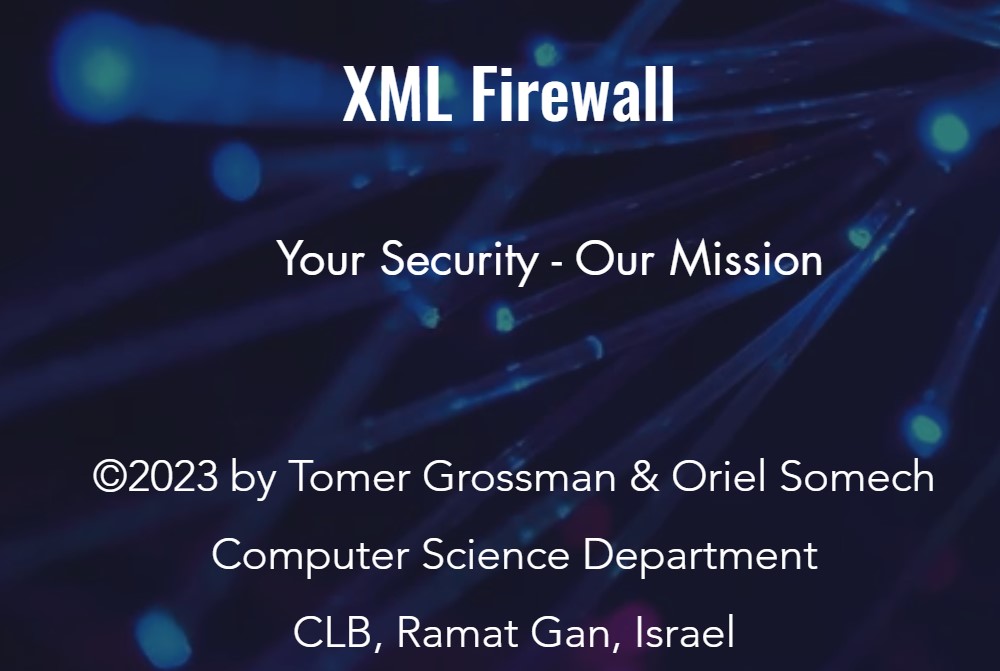 XML Firewall
Your Security - Our Mission
©2023 by Tomer Grossman & Oriel Somech
Computer Science Department
CLB, Ramat Gan, Israel